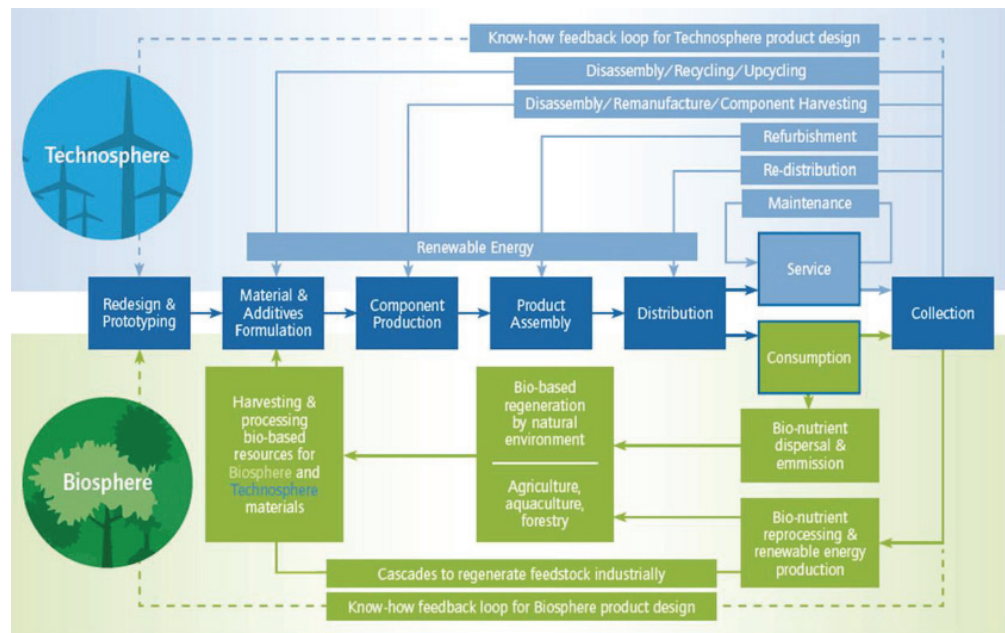 Know-how feedback loop for Technosphere product design
Disassembly/Recycling/Upcycling
Disassembly/Remanufacture/Component Harvesting
Refurbishment
Re-distribution
Maintenance
Technosphere
Renewable Energy
Redesign &
Prototyping
Material &
Additives
Formulation
Component
Production
Product
Assembly
Distribution
Service
Consumption
Collection
Harvesting &
processing
bio-based
resources for
Biosphere and
Technosphere
materials
Bio-based
regeneration
by natural
environment
Agriculture,
aquaculture,
forestry
Bio-nutrient
dispersal &
emmission
Bio-nutrient
reprocessing &
renewable energy
production
Biosphere
Cascades to regenerate feedstock industrially
Know-how feedback loop for Biosphere product design